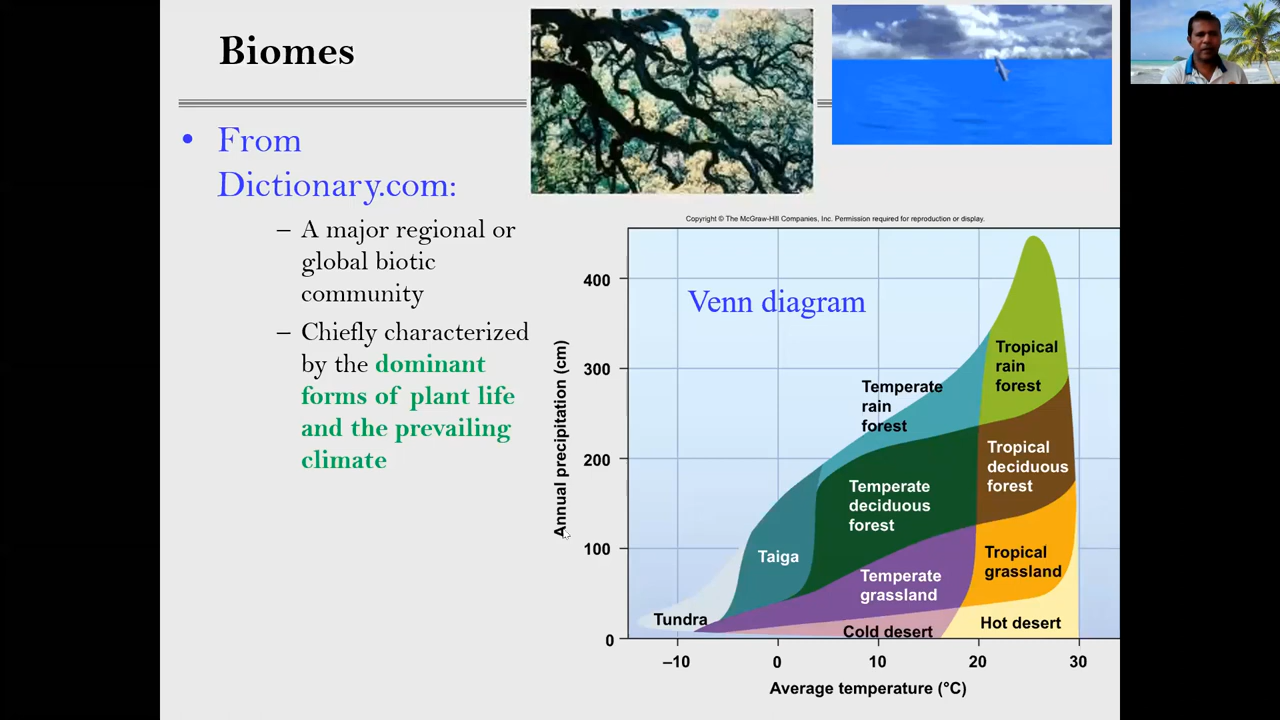 Biomes
• From
Dictionary.com:
– A major regional or
global biotic
community
– Chiefly characterized
by the dominant
forms of plant life
and the prevailing
climate
Copyright © The McGraw-Hill Companies, Inc. Permission required for reproduction or display.
Venn diagram
Annual precipitation (cm)
400
300
200
100
0
Tropical
rain
forest
Temperate
rain
forest
Tropical
deciduous
forest
Temperate
deciduous
forest
Taiga
Tropical
grassland
Temperate
grassland
Tundra
Cold desert
Hot desert
–10
0
10
20
30
Average temperature (°C)